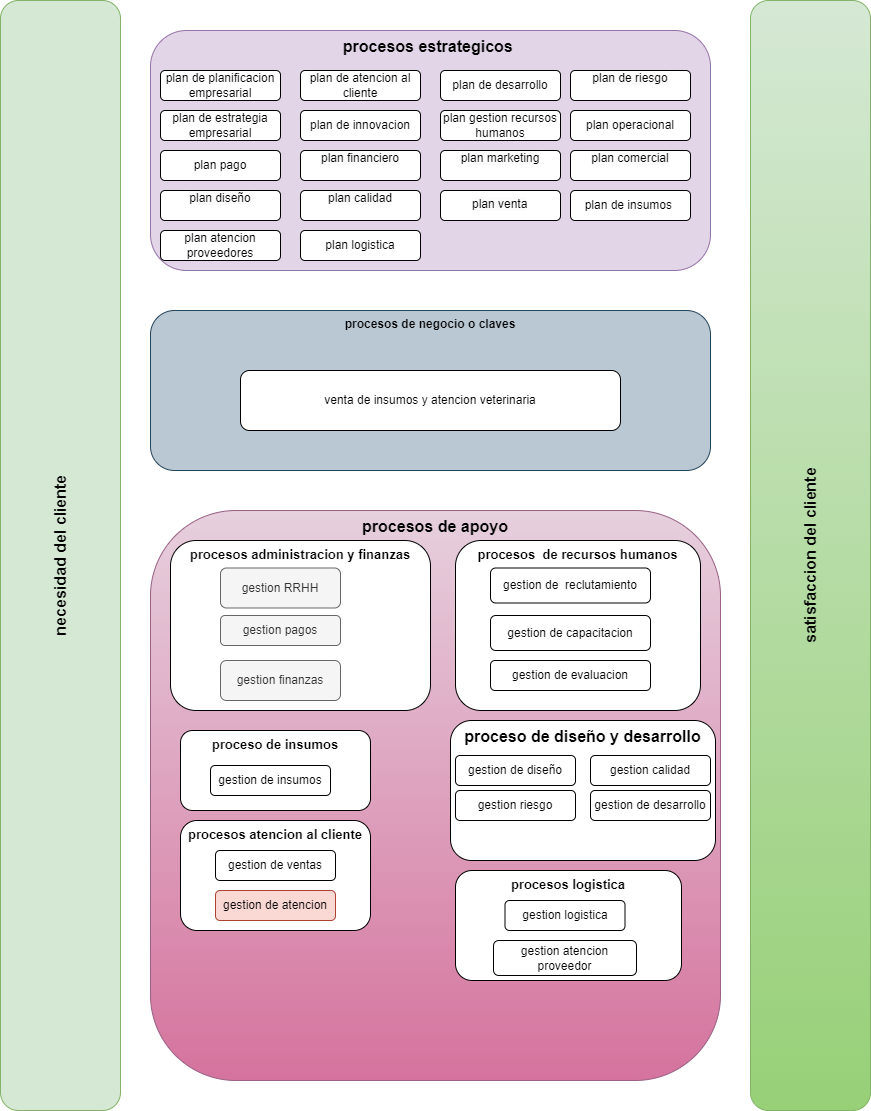 necesidad del cliente
procesos estrategicos
plan de planificacion
empresarial
plan de atencion al
cliente
plan de desarrollo
plan de riesgo
plan de estrategia
empresarial
plan de innovacion
plan gestion recursos
humanos
plan operacional
plan pago
plan financiero
plan marketing
plan comercial
plan diseño
plan calidad
plan venta
plan de insumos
plan atencion
proveedores
plan logistica
procesos de negocio o claves
venta de insumos y atencion veterinaria
procesos de apoyo
procesos administracion y finanzas
gestion RRHH
gestion pagos
gestion finanzas
procesos  de recursos humanos
gestion de  reclutamiento
gestion de capacitacion
gestion de evaluacion
proceso de insumos
gestion de insumos
proceso de diseño y desarrollo
gestion de diseño
gestion calidad
gestion riesgo
gestion de desarrollo
procesos atencion al cliente
gestion de ventas
gestion de atencion
procesos logistica
gestion logistica
gestion atencion
proveedor
satisfaccion del cliente